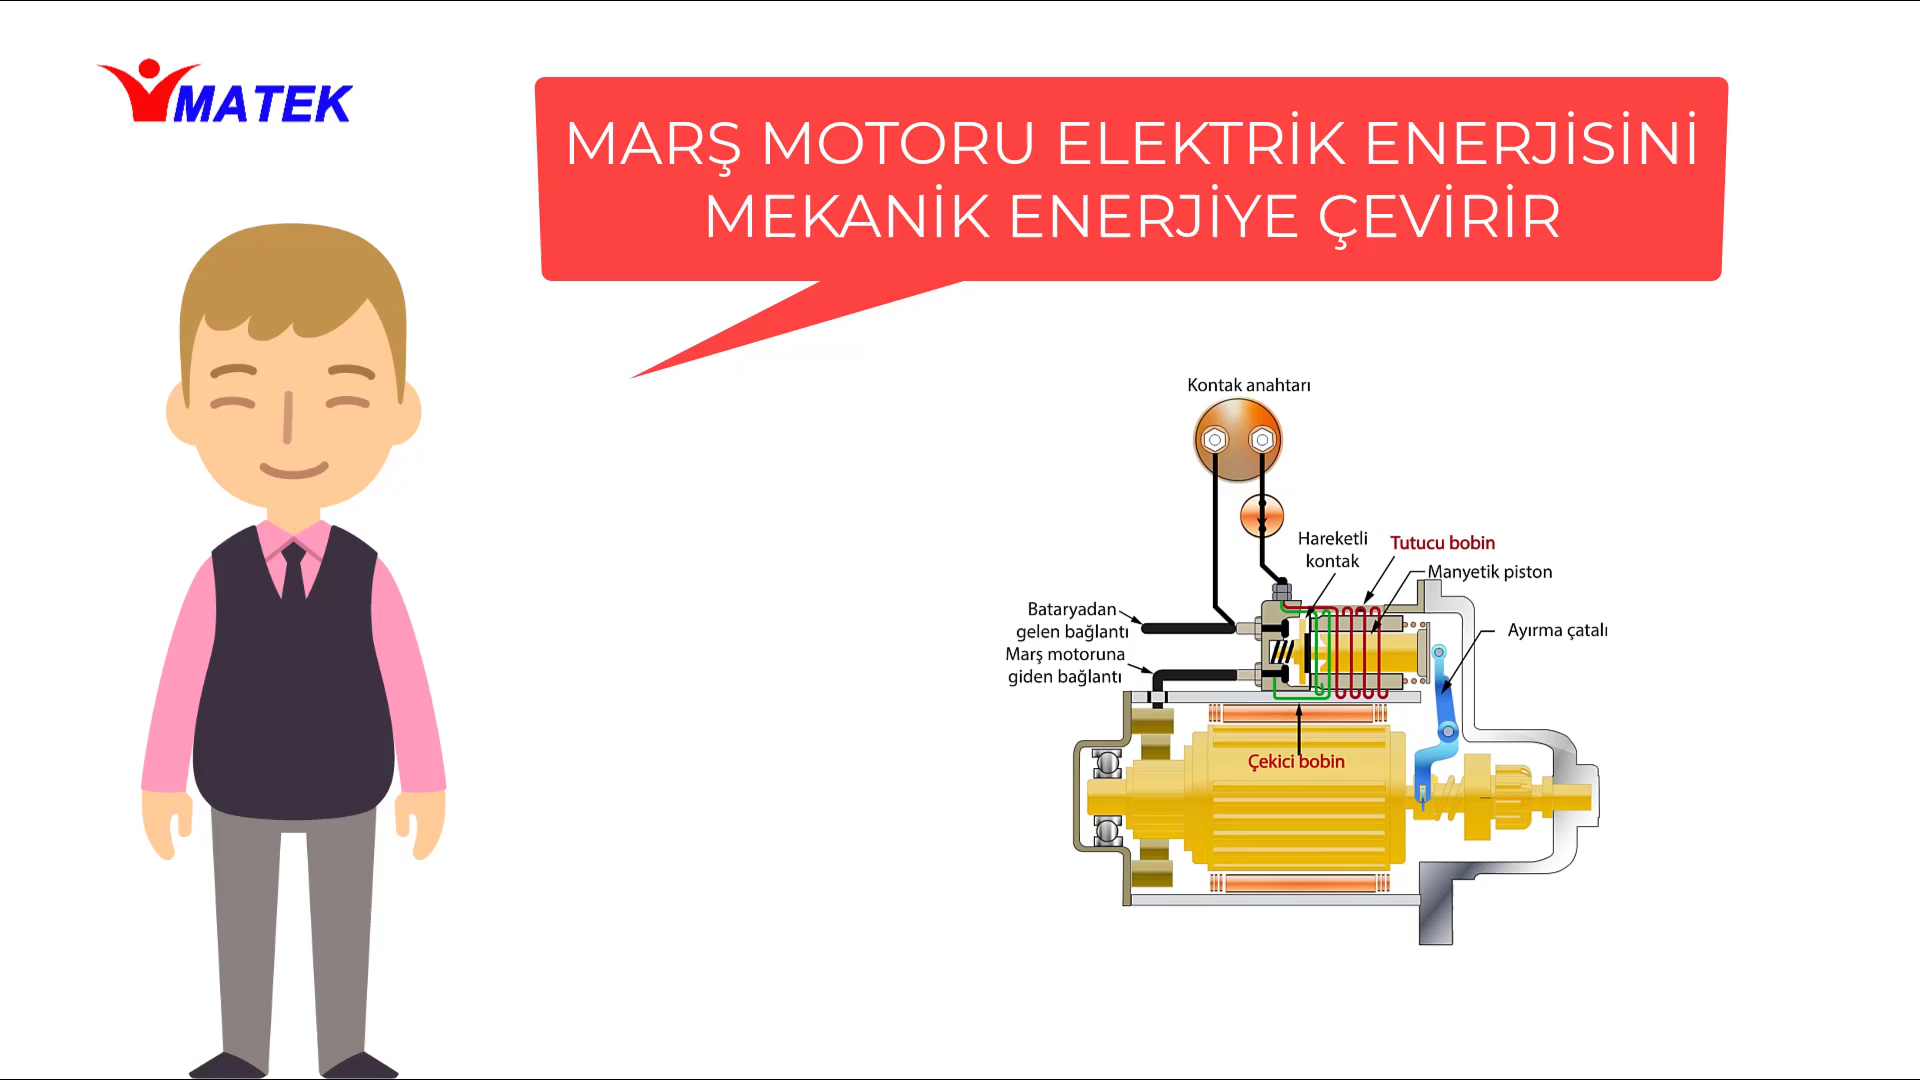 MATEK
MARŞ MOTORU ELEKTRİK ENERJİSİNİ
MEKANİK ENERJİYE ÇEVİRİR
Kontak anahtarı
Hareketli
kontak
Tutucu bobin
Manyetik piston
Bataryadan
gelen bağlantı
Marş motoruna
giden bağlantı
Ayırma çatalı
Çekici bobin